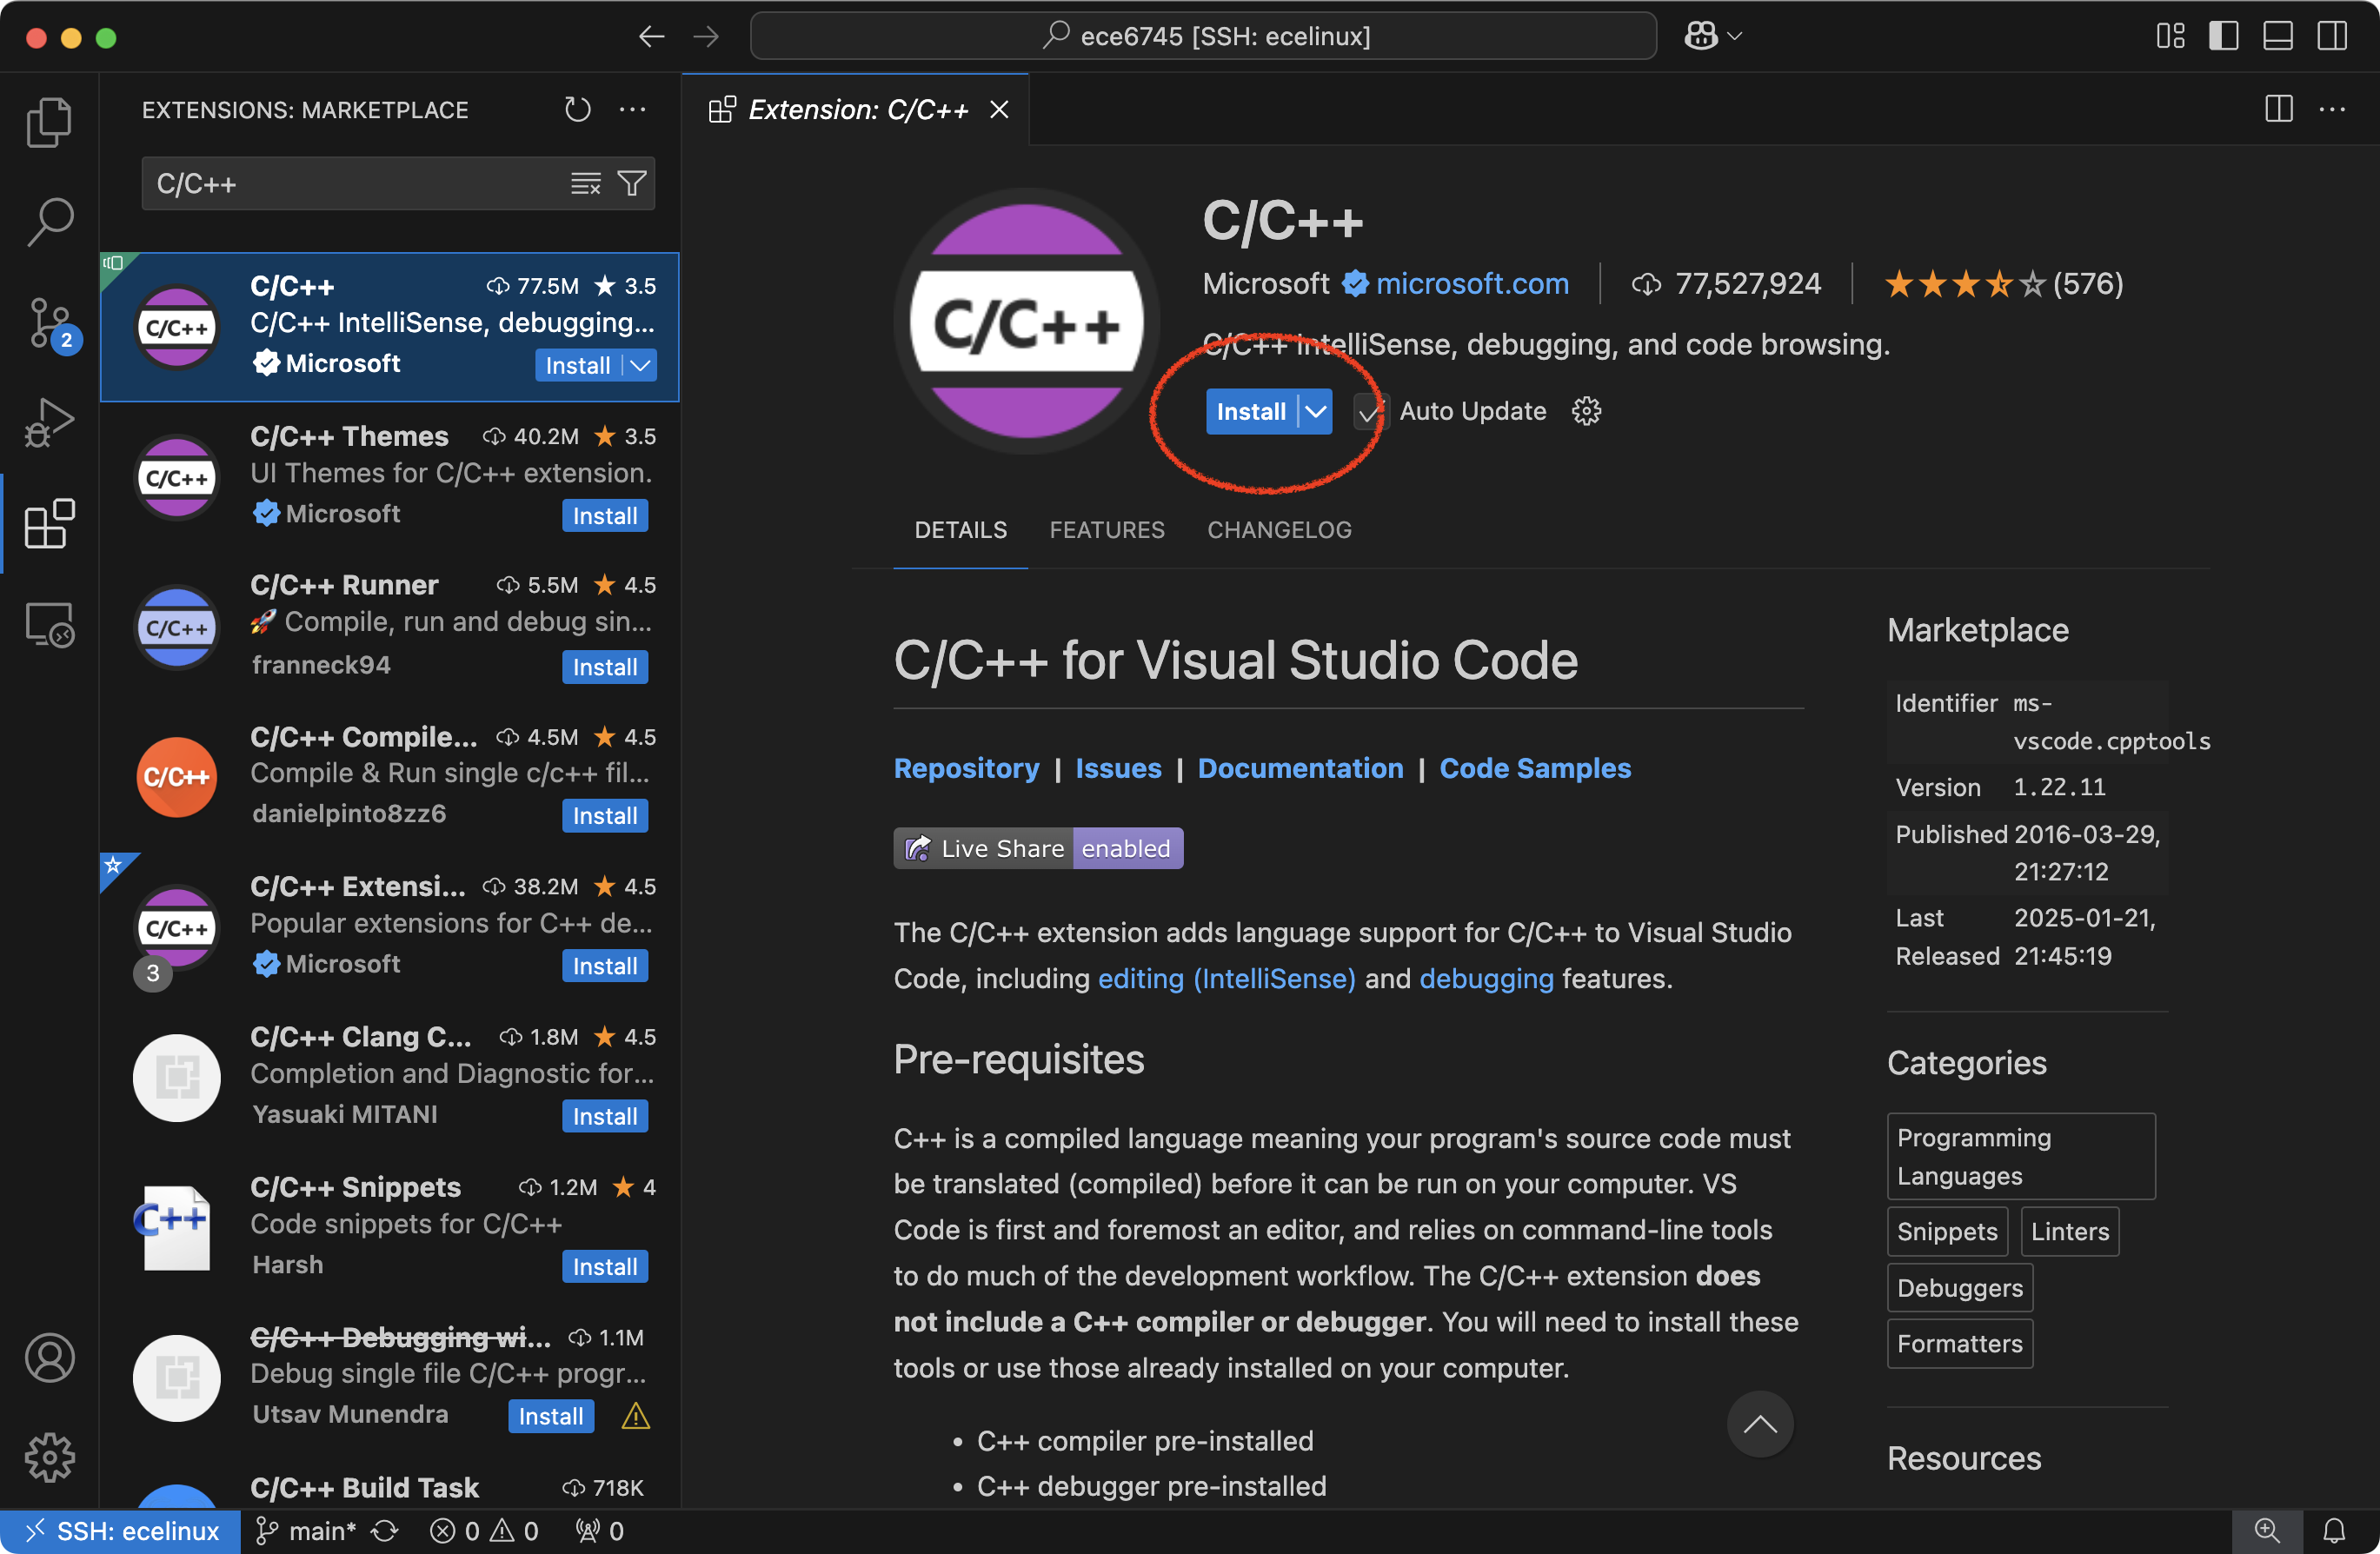 ece6745 [SSH: ecelinux]
EXTENSIONS: MARKETPLACE
C/C++
C/C++ 77.5M 3.5
C/C++ IntelliSense, debugging...
Microsoft Install
C/C++
C/C++ Themes 40.2M 3.5
UI Themes for C/C++ extension.
Microsoft Install
C/C++
C/C++ Runner 5.5M 4.5
🚀 Compile, run and debug sin...
franneck94 Install
C/C++
C/C++ Compile... 4.5M 4.5
Compile & Run single c/c++ fil...
danielpinto8zz6 Install
C/C++
C/C++ Extensi... 38.2M 4.5
Popular extensions for C++ de...
Microsoft Install
C/C++
3
C/C++ Clang C... 1.8M 4.5
Completion and Diagnostic for...
Yasuaki MITANI Install
C/C++ Snippets 1.2M 4
Code snippets for C/C++
Harsh Install
C++
C/C++ Debugging wi... 1.1M
Debug single file C/C++ progr...
Utsav Munendra Install
C/C++ Build Task 718K
2
Extension: C/C++
C/C++
C/C++
Microsoft microsoft.com 77,527,924 (576)
C/C++ IntelliSense, debugging, and code browsing.
Install Auto Update
DETAILS FEATURES CHANGELOG
C/C++ for Visual Studio Code
Repository | Issues | Documentation | Code Samples
Live Share enabled
The C/C++ extension adds language support for C/C++ to Visual Studio
Code, including editing (IntelliSense) and debugging features.
Pre-requisites
C++ is a compiled language meaning your program's source code must
be translated (compiled) before it can be run on your computer. VS
Code is first and foremost an editor, and relies on command-line tools
to do much of the development workflow. The C/C++ extension does
not include a C++ compiler or debugger. You will need to install these
tools or use those already installed on your computer.
• C++ compiler pre-installed
• C++ debugger pre-installed
Marketplace
Identifier ms-
vscode.cpptools
Version 1.22.11
Published 2016-03-29,
21:27:12
Last 2025-01-21,
Released 21:45:19
Categories
Programming
Languages
Snippets Linters
Debuggers
Formatters
Resources
SSH: ecelinux main* 0 0 0